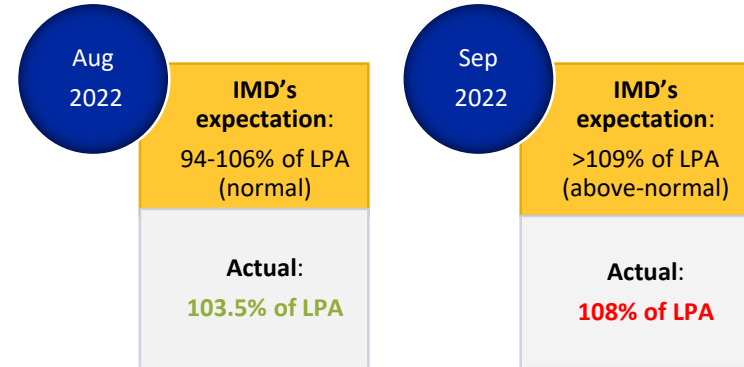 Aug
2022
IMD's
expectation:
94-106% of LPA
(normal)
Actual:
103.5% of LPA
Sep
2022
IMD's
expectation:
>109% of LPA
(above-normal)
Actual:
108% of LPA